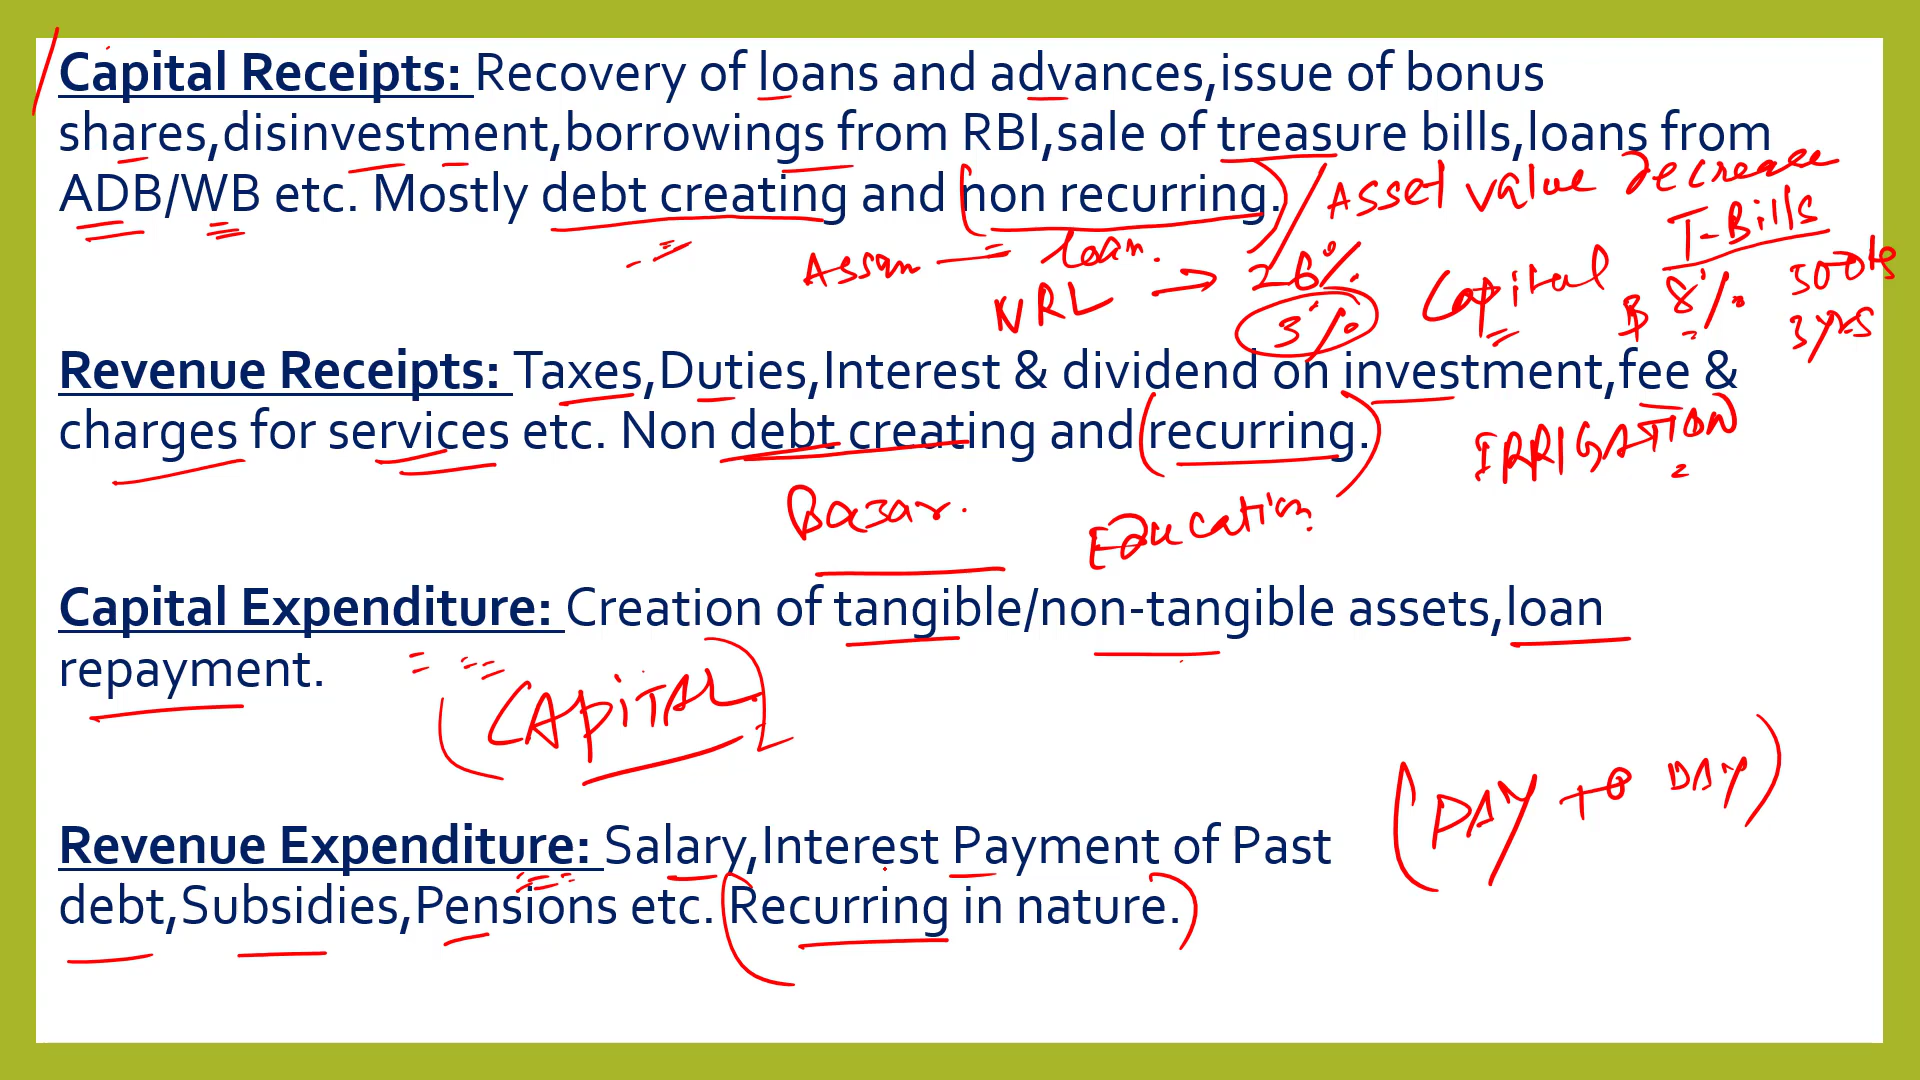 Capital Receipts: Recovery of loans and advances,issue of bonus
shares,disinvestment,borrowings from RBI,sale of treasure bills,loans from
ADB/WB etc. Mostly debt creating and non recurring.
Asset value decrease
T-Bills
Assam loan.
NRL → 26%
3%
Capital
8%
3yrs
Revenue Receipts: Taxes,Duties,Interest & dividend on investment,fee &
charges for services etc. Non debt creating and recurring.
IRRIGATION
Bazar.
Education
Capital Expenditure: Creation of tangible/non-tangible assets,loan
repayment.
CAPITAL
(DAY to DAY)
Revenue Expenditure: Salary,Interest Payment of Past
debt,Subsidies,Pensions etc. Recurring in nature.